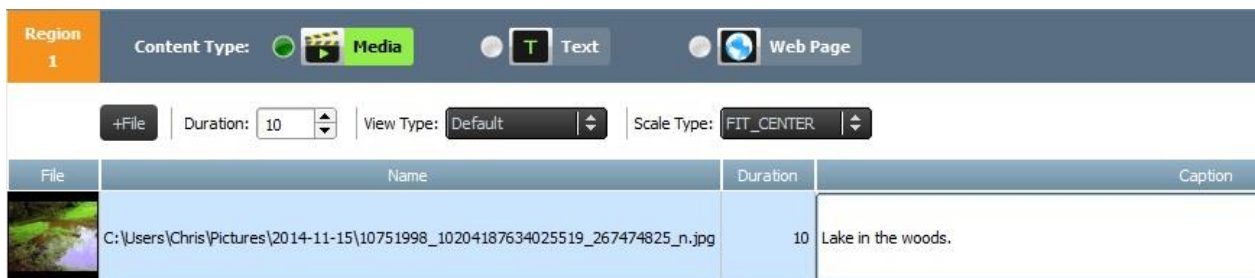 Region
1
Content Type: Media T Text Web Page
+File Duration: 10 View Type: Default Scale Type: FIT_CENTER
File Name Duration Caption
C:\Users\Chris\Pictures\2014-11-15\10751998_10204187634025519_267474825_n.jpg 10 Lake in the woods.